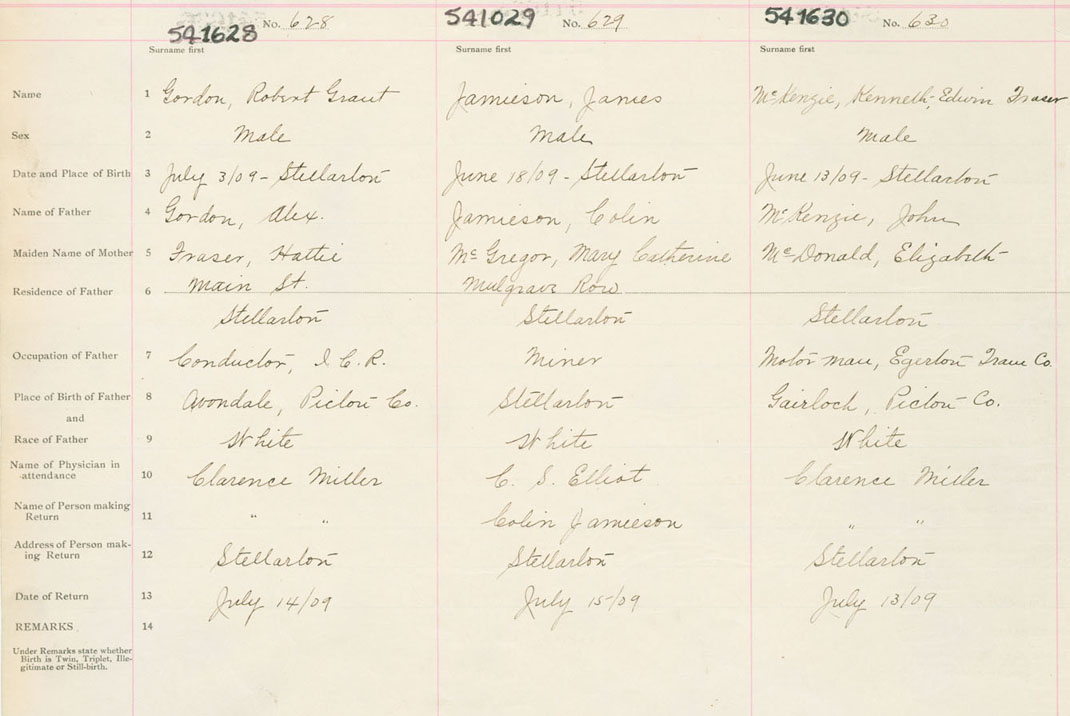 541628 No. 628 541029 No. 629 541630 No. 630
Surname first Surname first Surname first
Name 1 Gordon, Robert Grant Jamieson, James McKenzie, Kenneth Edwin Fraser
Sex 2 Male Male Male
Date and Place of Birth 3 July 3/09 - Stellarton June 18/09 - Stellarton June 13/09 - Stellarton
Name of Father 4 Gordon, Alex. Jamieson, Colin McKenzie, John
Maiden Name of Mother 5 Fraser, Hattie McGregor, Mary Catherine McDonald, Elizabeth
Residence of Father 6 Main St. Mulgrave Row
Stellarton Stellarton Stellarton
Occupation of Father 7 Conductor, I.C.R. Miner Motor man, Egerton Tram Co.
Place of Birth of Father 8 Avondale, Pictou Co. Stellarton Gairloch, Pictou Co.
and
Race of Father 9 White White White
Name of Physician in
attendance 10 Clarence Miller C. S. Elliot Clarence Miller
Name of Person making
Return 11 " " Colin Jamieson " "
Address of Person mak-
ing Return 12 Stellarton Stellarton Stellarton
Date of Return 13 July 14/09 July 15/09 July 13/09
REMARKS 14
Under Remarks state whether
Birth is Twin, Triplet, Ille-
gitimate or Still-birth.